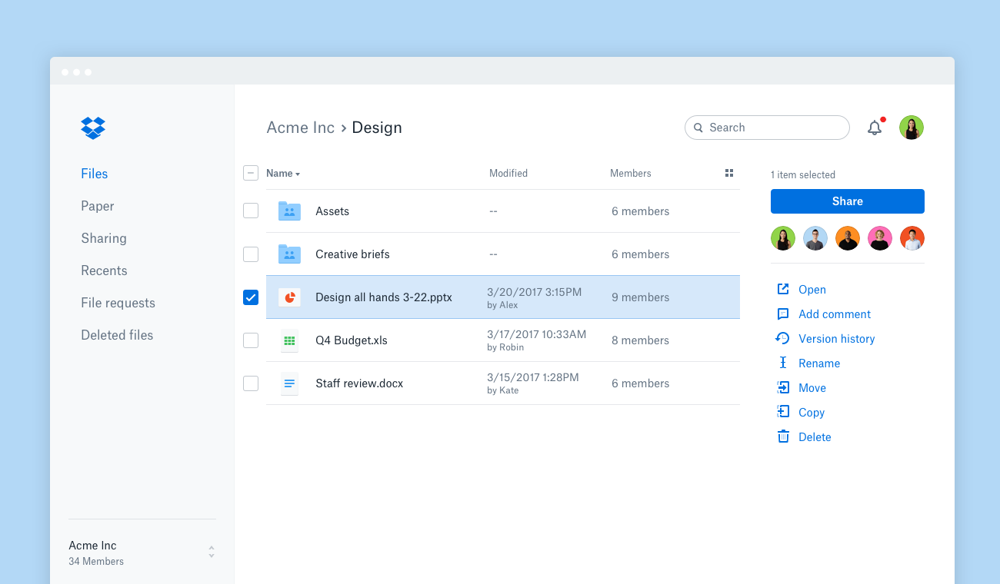 Acme Inc › Design
Search
Files
Paper
Sharing
Recents
File requests
Deleted files
Acme Inc
34 Members
Name
Modified
Members
Assets
--
6 members
Creative briefs
--
6 members
Design all hands 3-22.pptx
3/20/2017 3:15PM
by Alex
9 members
Q4 Budget.xls
3/17/2017 10:33AM
by Robin
8 members
Staff review.docx
3/15/2017 1:28PM
by Kate
6 members
1 item selected
Share
Open
Add comment
Version history
Rename
Move
Copy
Delete